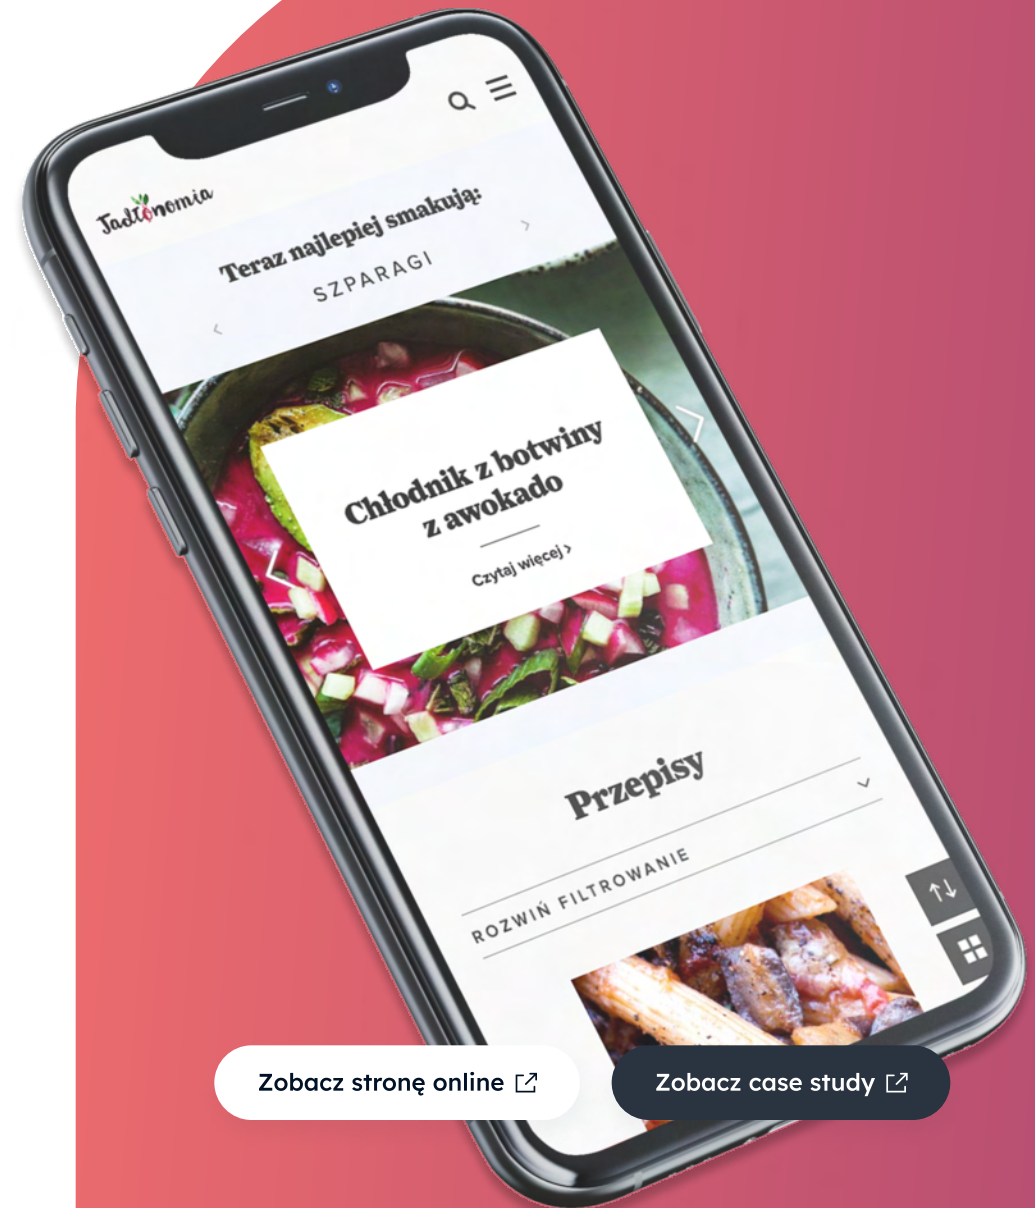 Jadłonomia
Teraz najlepiej smakują:
SZPARAGI
Chłodnik z botwiny
z awokado
Czytaj więcej
Przepisy
ROZWIŃ FILTROWANIE
Zobacz stronę online
Zobacz case study